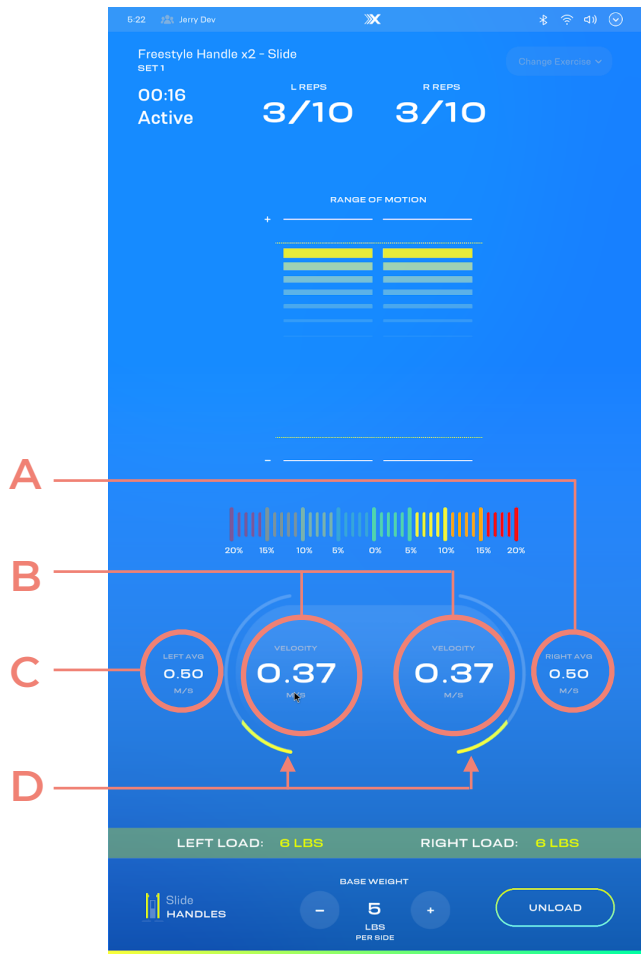 5:22 Jerry Dev
Freestyle Handle x2 - Slide
SET 1
Change Exercise
00:16
Active
L REPS
3/10
R REPS
3/10
RANGE OF MOTION
+
-
A
20% 15% 10% 5% 0% 5% 10% 15% 20%
B
C
LEFT AVG
0.50
M/S
VELOCITY
0.37
M/S
VELOCITY
0.37
M/S
RIGHT AVG
0.50
M/S
D
LEFT LOAD: 6 LBS RIGHT LOAD: 6 LBS
Slide
HANDLES
BASE WEIGHT
- 5 +
LBS
PER SIDE
UNLOAD